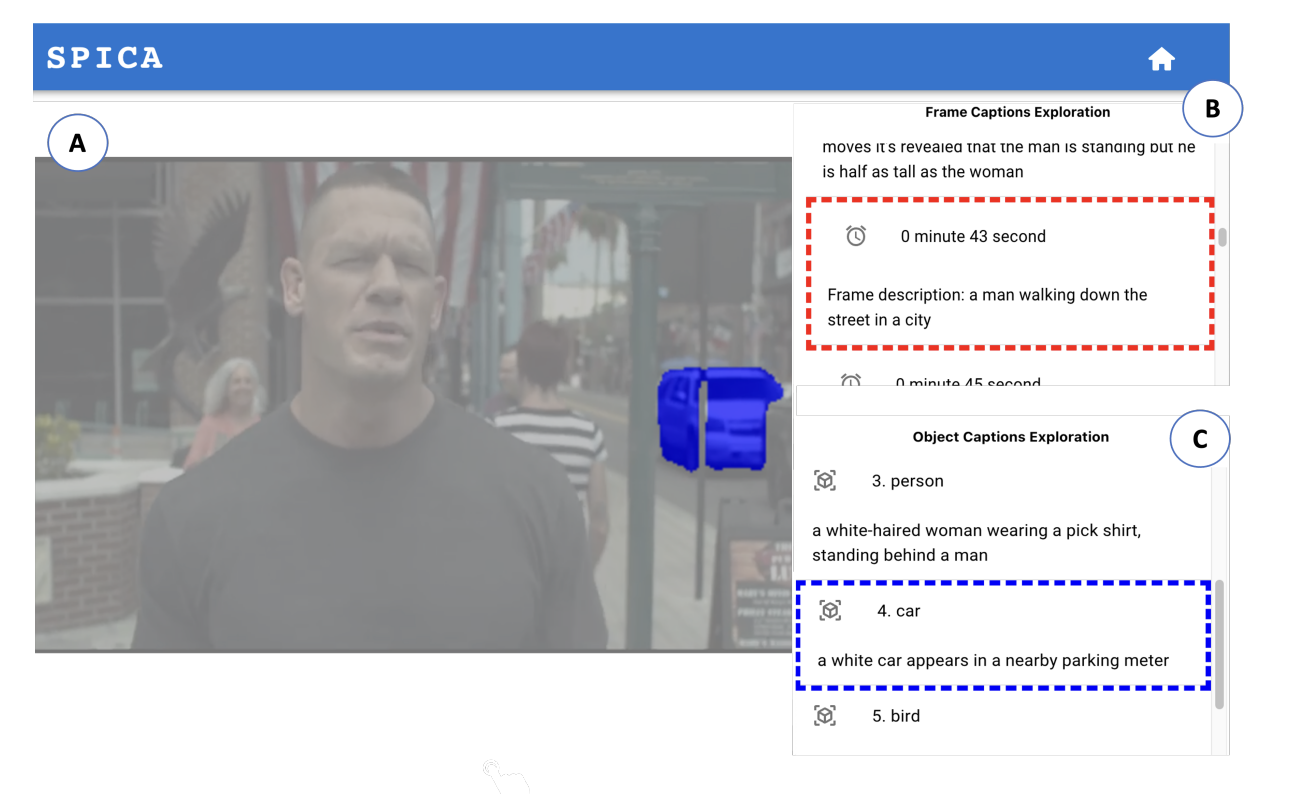 SPICA
A
B
Frame Captions Exploration
moves it's revealed that the man is standing but he
is half as tall as the woman
0 minute 43 second
Frame description: a man walking down the
street in a city
0 minute 45 second
C
Object Captions Exploration
3. person
a white-haired woman wearing a pick shirt,
standing behind a man
4. car
a white car appears in a nearby parking meter
5. bird